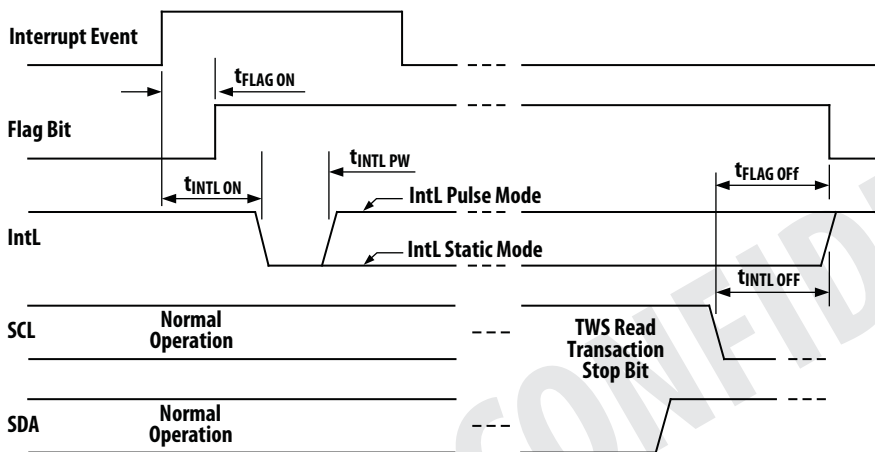 Interrupt Event
tFLAG ON
Flag Bit
tINTL ON
tINTL PW
tFLAG OFf
IntL Pulse Mode
IntL
IntL Static Mode
tINTL OFF
SCL
Normal
Operation
TWS Read
Transaction
Stop Bit
SDA
Normal
Operation